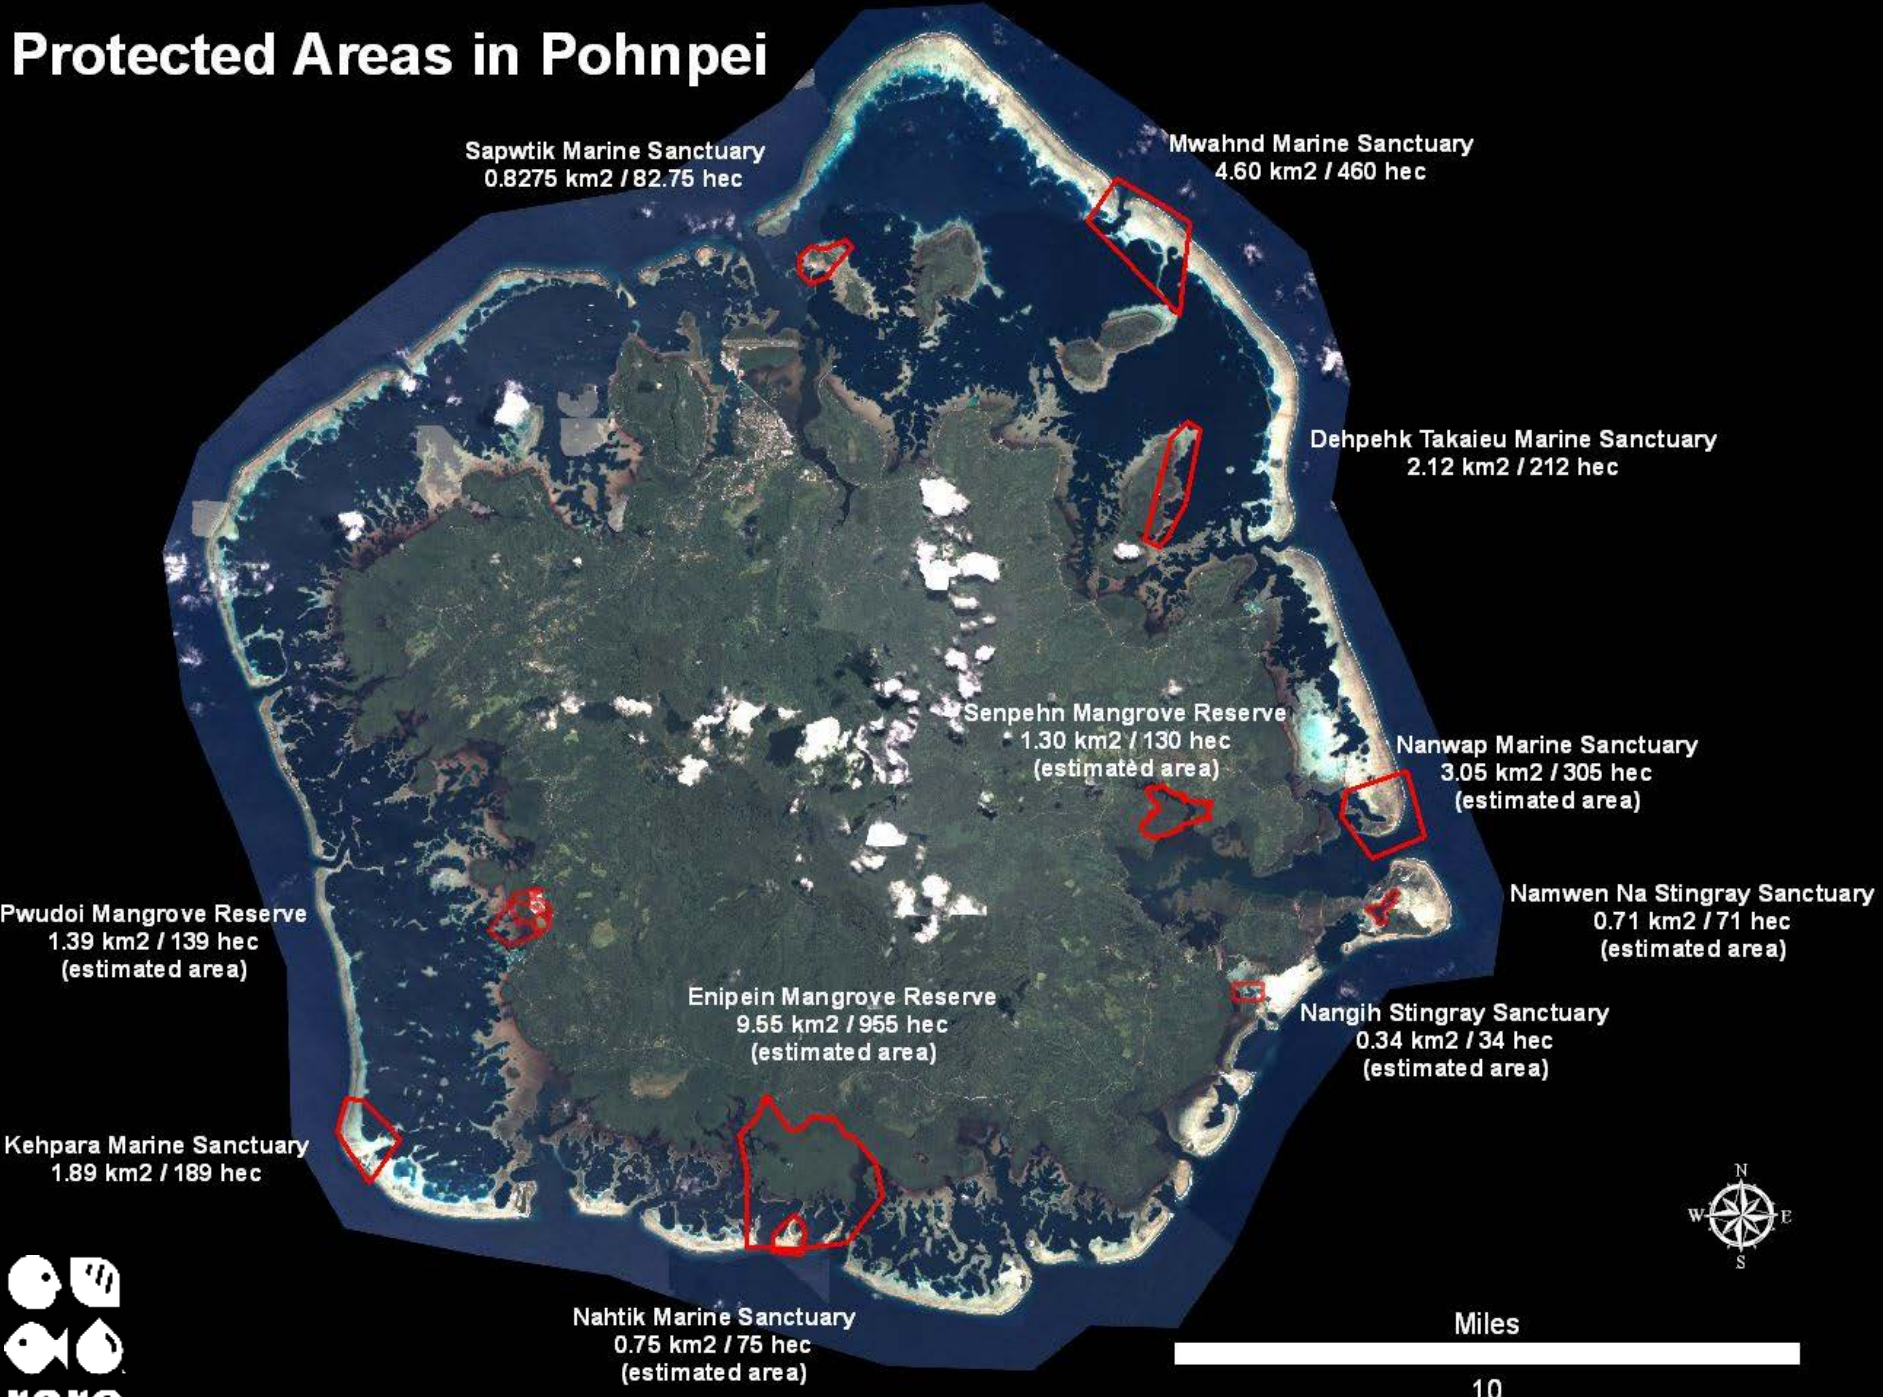 Protected Areas in Pohnpei
Sapwtik Marine Sanctuary
0.8275 km2 / 82.75 hec
Mwahnd Marine Sanctuary
4.60 km2 / 460 hec
Dehpehk Takaieu Marine Sanctuary
2.12 km2 / 212 hec
Senpehn Mangrove Reserve
1.30 km2 / 130 hec
(estimated area)
Nanwap Marine Sanctuary
3.05 km2 / 305 hec
(estimated area)
Namwen Na Stingray Sanctuary
0.71 km2 / 71 hec
(estimated area)
Pwudoi Mangrove Reserve
1.39 km2 / 139 hec
(estimated area)
Enipein Mangrove Reserve
9.55 km2 / 955 hec
(estimated area)
Nangih Stingray Sanctuary
0.34 km2 / 34 hec
(estimated area)
Kehpara Marine Sanctuary
1.89 km2 / 189 hec
Nahtik Marine Sanctuary
0.75 km2 / 75 hec
(estimated area)
N
W
E
S
Miles
10